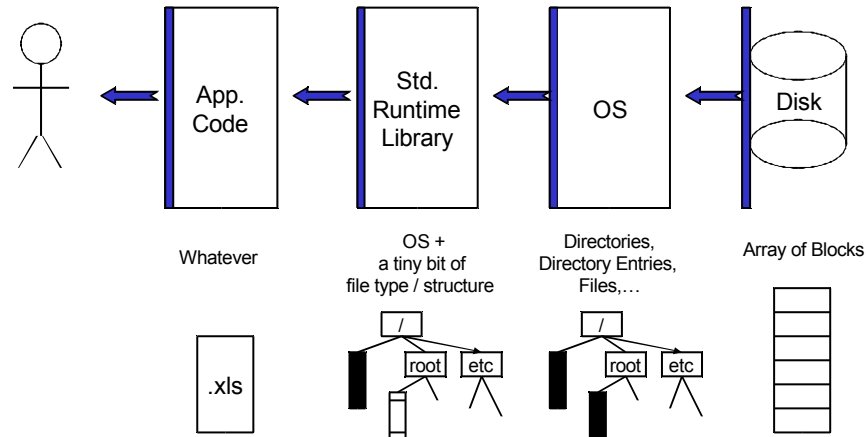 App.
Code
Std.
Runtime
Library
OS
Disk
Whatever
OS +
a tiny bit of
file type / structure
Directories,
Directory Entries,
Files,...
Array of Blocks
.xls
/
root
etc
/
root
etc